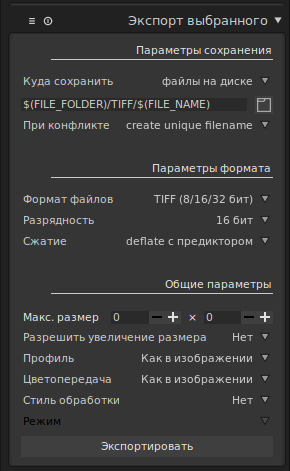 Экспорт выбранного
Параметры сохранения
Куда сохранить файлы на диске
$(FILE_FOLDER)/TIFF/$(FILE_NAME)
При конфликте create unique filename
Параметры формата
Формат файлов TIFF (8/16/32 бит)
Разрядность 16 бит
Сжатие deflate с предиктором
Общие параметры
Макс. размер 0 − + × 0 − +
Разрешить увеличение размера Нет
Профиль Как в изображении
Цветопередача Как в изображении
Стиль обработки Нет
Режим
Экспортировать